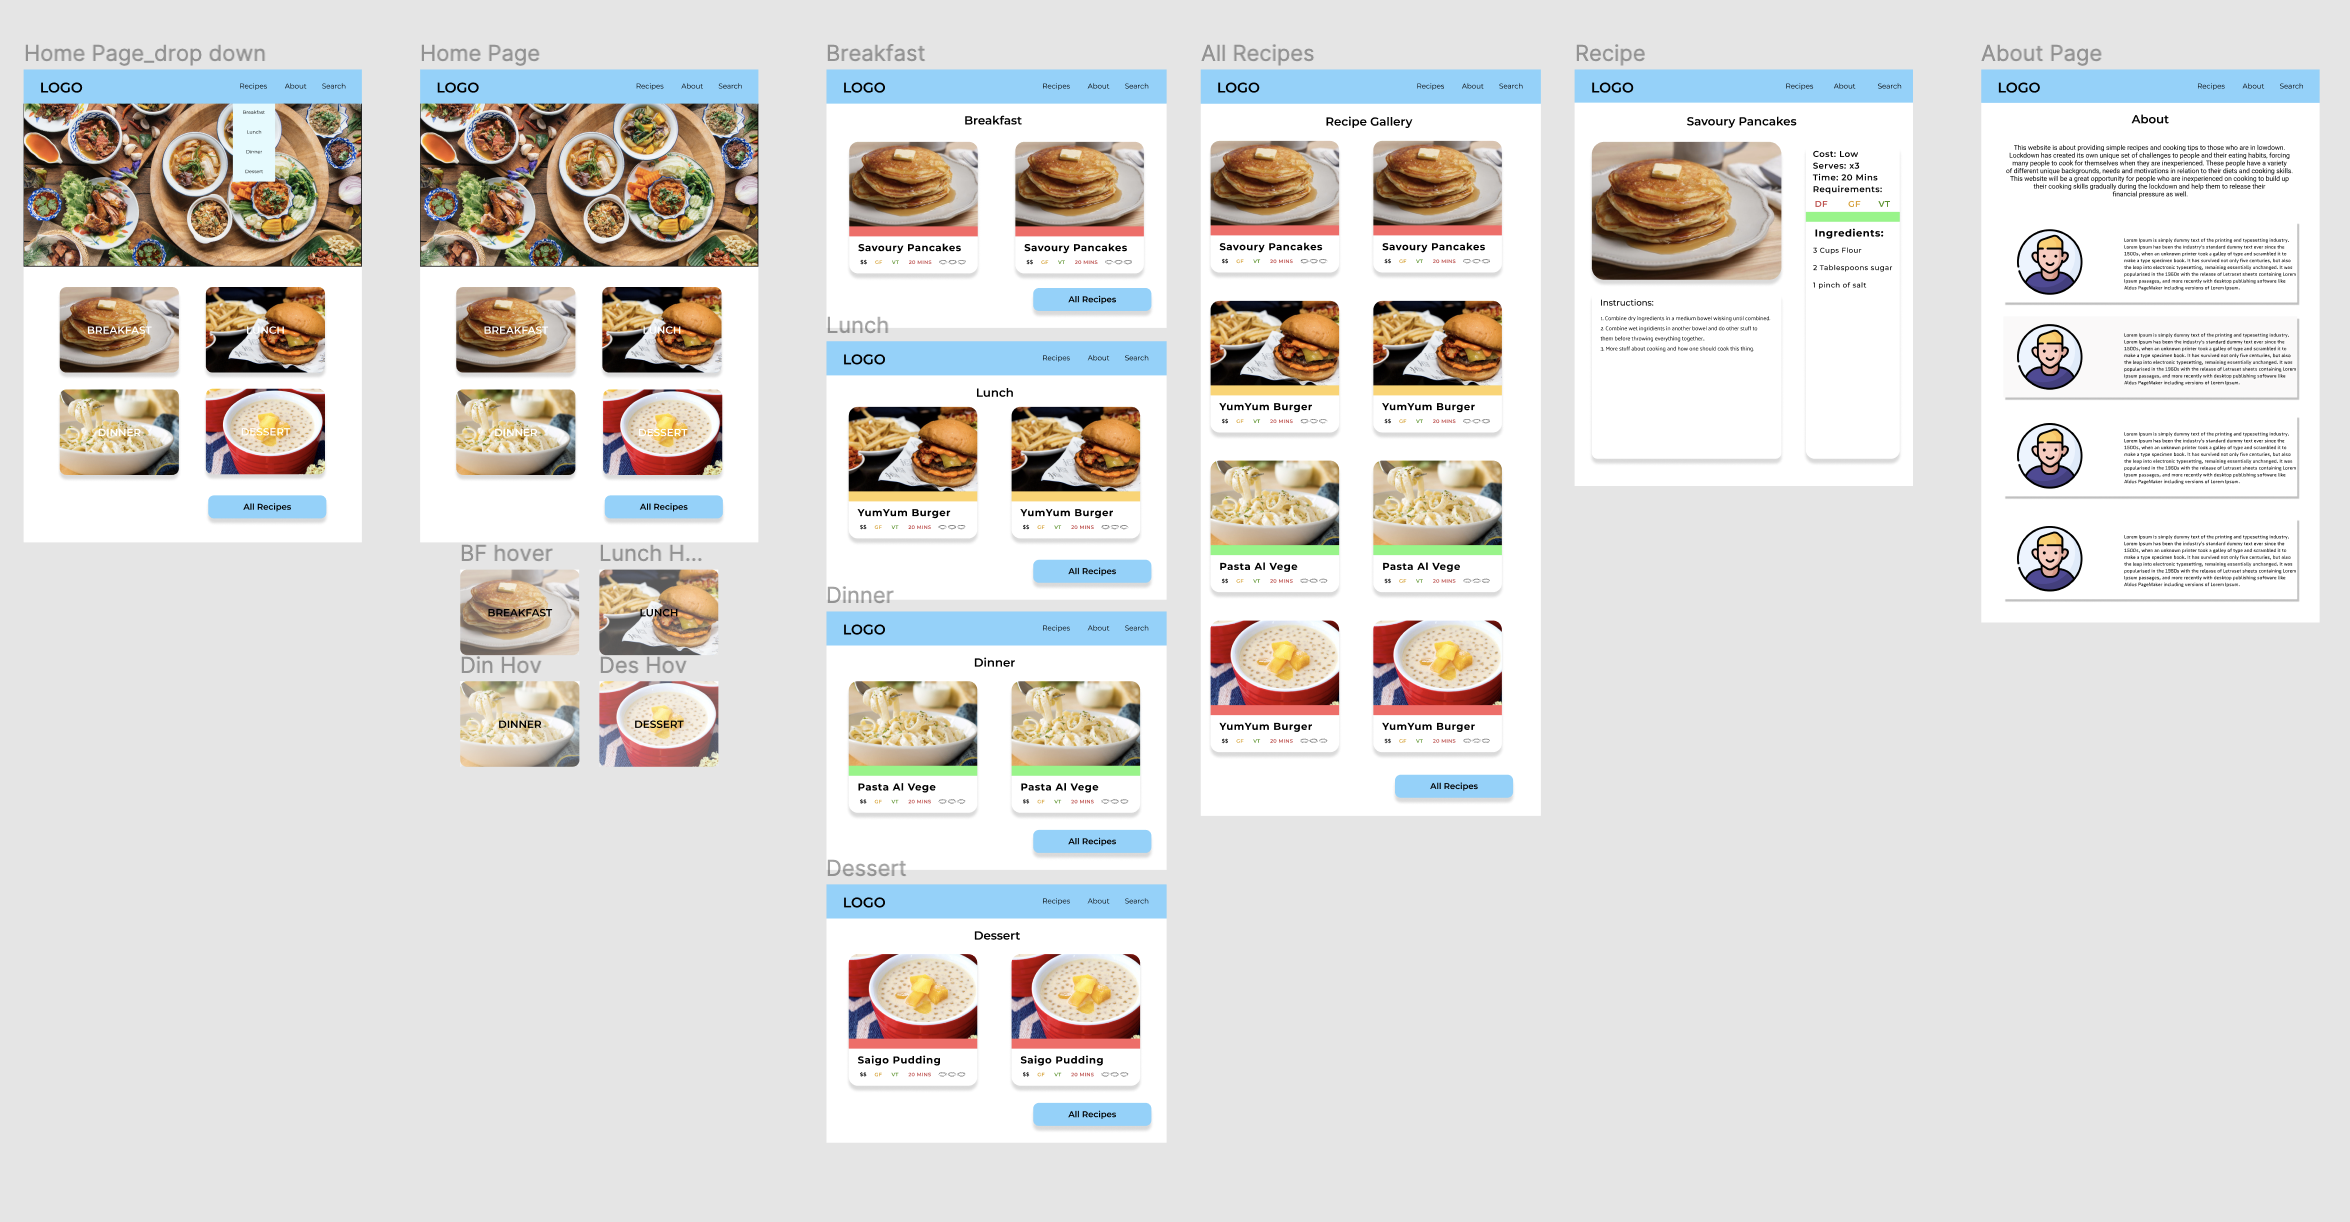 Home Page_drop down
LOGO
Recipes About Search
Breakfast
Lunch
Dinner
Dessert
BREAKFAST
LUNCH
DINNER
DESSERT
All Recipes
Home Page
LOGO
Recipes About Search
BREAKFAST
LUNCH
DINNER
DESSERT
All Recipes
BF hover
Lunch H...
BREAKFAST
LUNCH
Din Hov
Des Hov
DINNER
DESSERT
Breakfast
LOGO
Recipes About Search
Breakfast
Savoury Pancakes
$$ GF VT 20 MINS
Savoury Pancakes
$$ GF VT 20 MINS
All Recipes
Lunch
LOGO
Recipes About Search
Lunch
YumYum Burger
$$ GF VT 20 MINS
YumYum Burger
$$ GF VT 20 MINS
All Recipes
Dinner
LOGO
Recipes About Search
Dinner
Pasta Al Vege
$$ GF VT 20 MINS
Pasta Al Vege
$$ GF VT 20 MINS
All Recipes
Dessert
LOGO
Recipes About Search
Dessert
Saigo Pudding
$$ GF VT 20 MINS
Saigo Pudding
$$ GF VT 20 MINS
All Recipes
All Recipes
LOGO
Recipes About Search
Recipe Gallery
Savoury Pancakes
$$ GF VT 20 MINS
Savoury Pancakes
$$ GF VT 20 MINS
YumYum Burger
$$ GF VT 20 MINS
YumYum Burger
$$ GF VT 20 MINS
Pasta Al Vege
$$ GF VT 20 MINS
Pasta Al Vege
$$ GF VT 20 MINS
YumYum Burger
$$ GF VT 20 MINS
YumYum Burger
$$ GF VT 20 MINS
All Recipes
Recipe
LOGO
Recipes About Search
Savoury Pancakes
Cost: Low
Serves: x3
Time: 20 Mins
Requirements:
DF GF VT
Ingredients:
3 Cups Flour
2 Tablespoons sugar
1 pinch of salt
Instructions:
1. Combine dry ingredients in a medium bowel wisking until combined.
2. Combine wet ingridients in another bowel and do other stuff to
them before throwing everything together.
3. More stuff about cooking and how one should cook this thing.
About Page
LOGO
Recipes About Search
About
This website is about providing simple recipes and cooking tips to those who are in lowdown.
Lockdown has created its own unique set of challenges to people and their eating habits, forcing
many people to cook for themselves when they are inexperienced. These people have a variety
of different unique backgrounds, needs and motivations in relation to their diets and cooking skills.
This website will be a great opportunity for people who are inexperienced on cooking to build up
their cooking skills gradually during the lockdown and help them to release their
financial pressure as well.
Lorem Ipsum is simply dummy text of the printing and typesetting industry.
Lorem Ipsum has been the industry's standard dummy text ever since the
1500s, when an unknown printer took a galley of type and scrambled it to
make a type specimen book. It has survived not only five centuries, but also
the leap into electronic typesetting, remaining essentially unchanged. It was
popularised in the 1960s with the release of Letraset sheets containing Lorem
Ipsum passages, and more recently with desktop publishing software like
Aldus PageMaker including versions of Lorem Ipsum.
Lorem Ipsum is simply dummy text of the printing and typesetting industry.
Lorem Ipsum has been the industry's standard dummy text ever since the
1500s, when an unknown printer took a galley of type and scrambled it to
make a type specimen book. It has survived not only five centuries, but also
the leap into electronic typesetting, remaining essentially unchanged. It was
popularised in the 1960s with the release of Letraset sheets containing Lorem
Ipsum passages, and more recently with desktop publishing software like
Aldus PageMaker including versions of Lorem Ipsum.
Lorem Ipsum is simply dummy text of the printing and typesetting industry.
Lorem Ipsum has been the industry's standard dummy text ever since the
1500s, when an unknown printer took a galley of type and scrambled it to
make a type specimen book. It has survived not only five centuries, but also
the leap into electronic typesetting, remaining essentially unchanged. It was
popularised in the 1960s with the release of Letraset sheets containing Lorem
Ipsum passages, and more recently with desktop publishing software like
Aldus PageMaker including versions of Lorem Ipsum.
Lorem Ipsum is simply dummy text of the printing and typesetting industry.
Lorem Ipsum has been the industry's standard dummy text ever since the
1500s, when an unknown printer took a galley of type and scrambled it to
make a type specimen book. It has survived not only five centuries, but also
the leap into electronic typesetting, remaining essentially unchanged. It was
popularised in the 1960s with the release of Letraset sheets containing Lorem
Ipsum passages, and more recently with desktop publishing software like
Aldus PageMaker including versions of Lorem Ipsum.